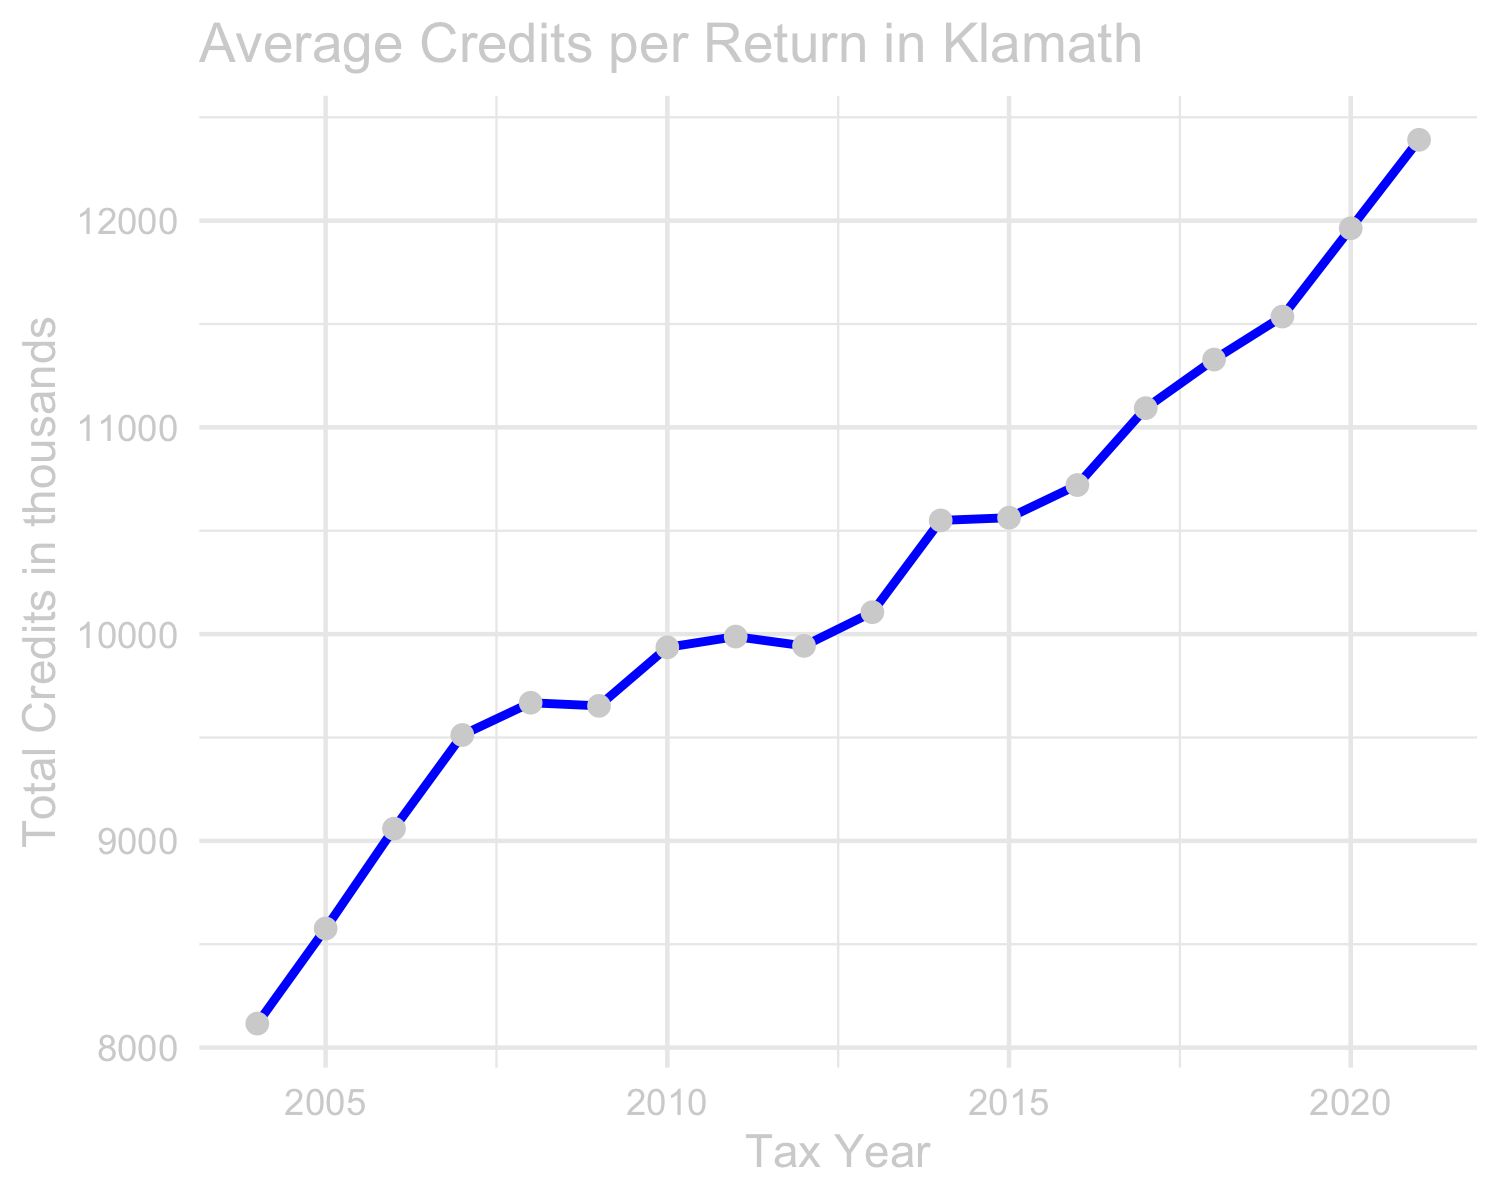 Average Credits per Return in Klamath
Total Credits in thousands
12000
11000
10000
9000
8000
2005 2010 2015 2020
Tax Year